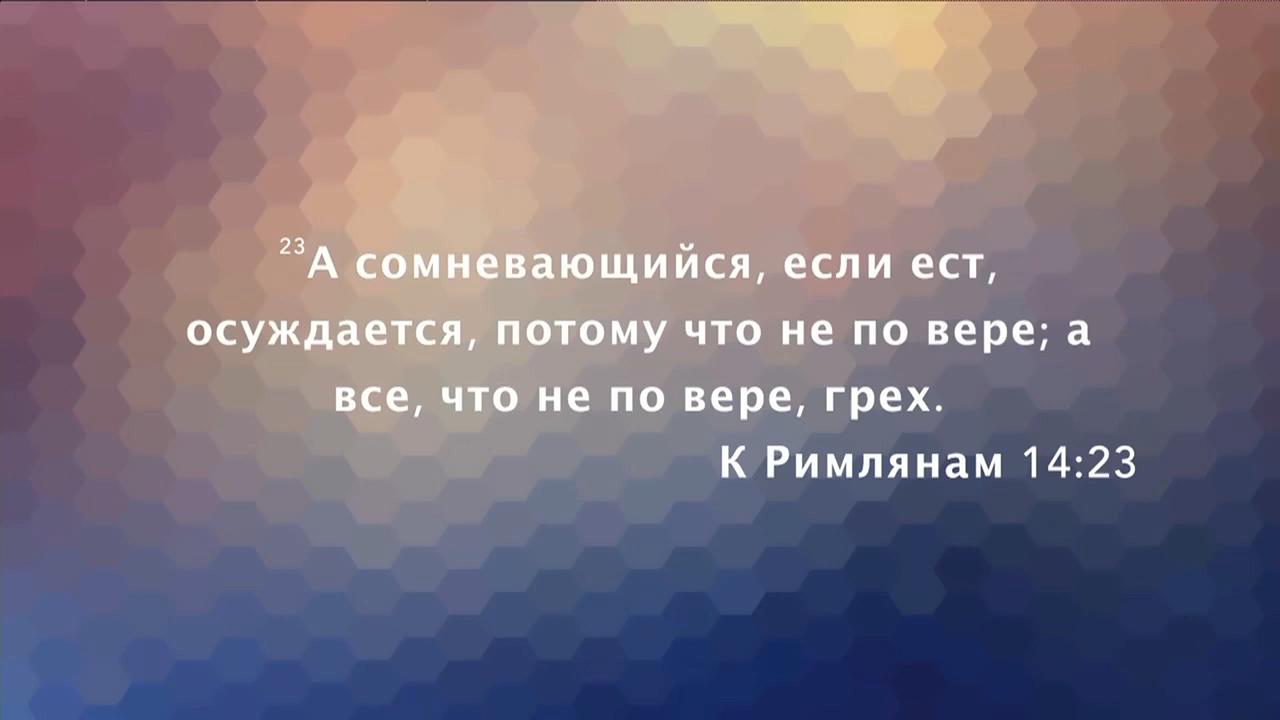 23А сомневающийся, если ест,
осуждается, потому что не по вере; а
все, что не по вере, грех.
К Римлянам 14:23